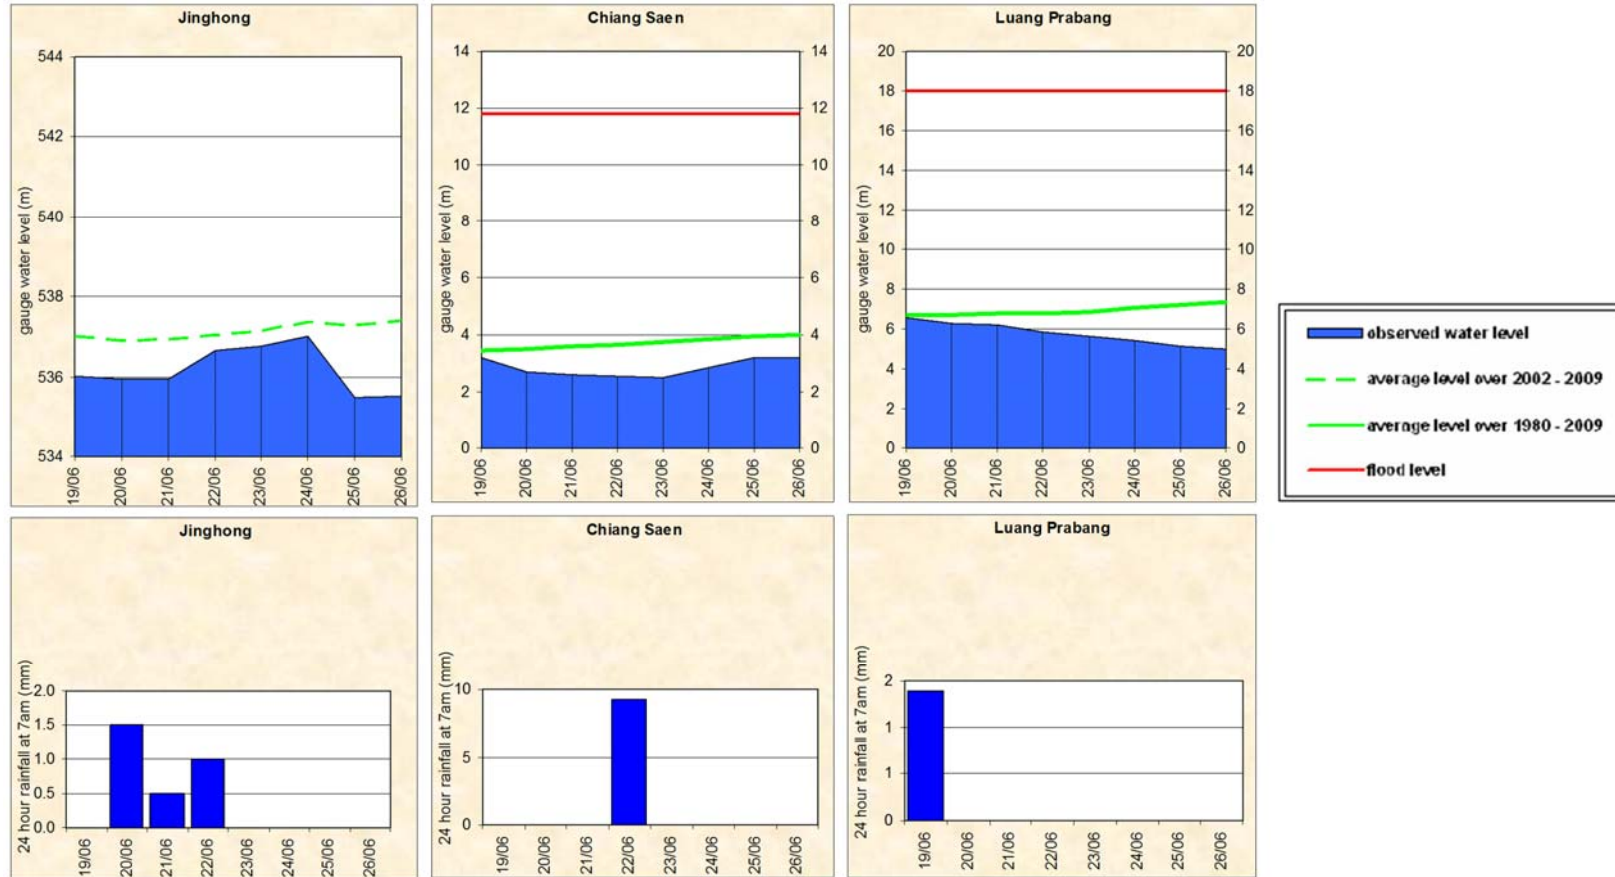 Jinghong
gauge water level (m)
544
542
540
538
536
534
19/06 20/06 21/06 22/06 23/06 24/06 25/06 26/06
Chiang Saen
gauge water level (m)
14 14
12 12
10 10
8 8
6 6
4 4
2 2
0 0
19/06 20/06 21/06 22/06 23/06 24/06 25/06 26/06
Luang Prabang
gauge water level (m)
20 20
18 18
16 16
14 14
12 12
10 10
8 8
6 6
4 4
2 2
0 0
19/06 20/06 21/06 22/06 23/06 24/06 25/06 26/06
observed water level
average level over 2002 - 2009
average level over 1980 - 2009
flood level
Jinghong
24 hour rainfall at 7am (mm)
2.0
1.5
1.0
0.5
0.0
19/06 20/06 21/06 22/06 23/06 24/06 25/06 26/06
Chiang Saen
24 hour rainfall at 7am (mm)
10
5
0
19/06 20/06 21/06 22/06 23/06 24/06 25/06 26/06
Luang Prabang
24 hour rainfall at 7am (mm)
2
1
1
0
19/06 20/06 21/06 22/06 23/06 24/06 25/06 26/06